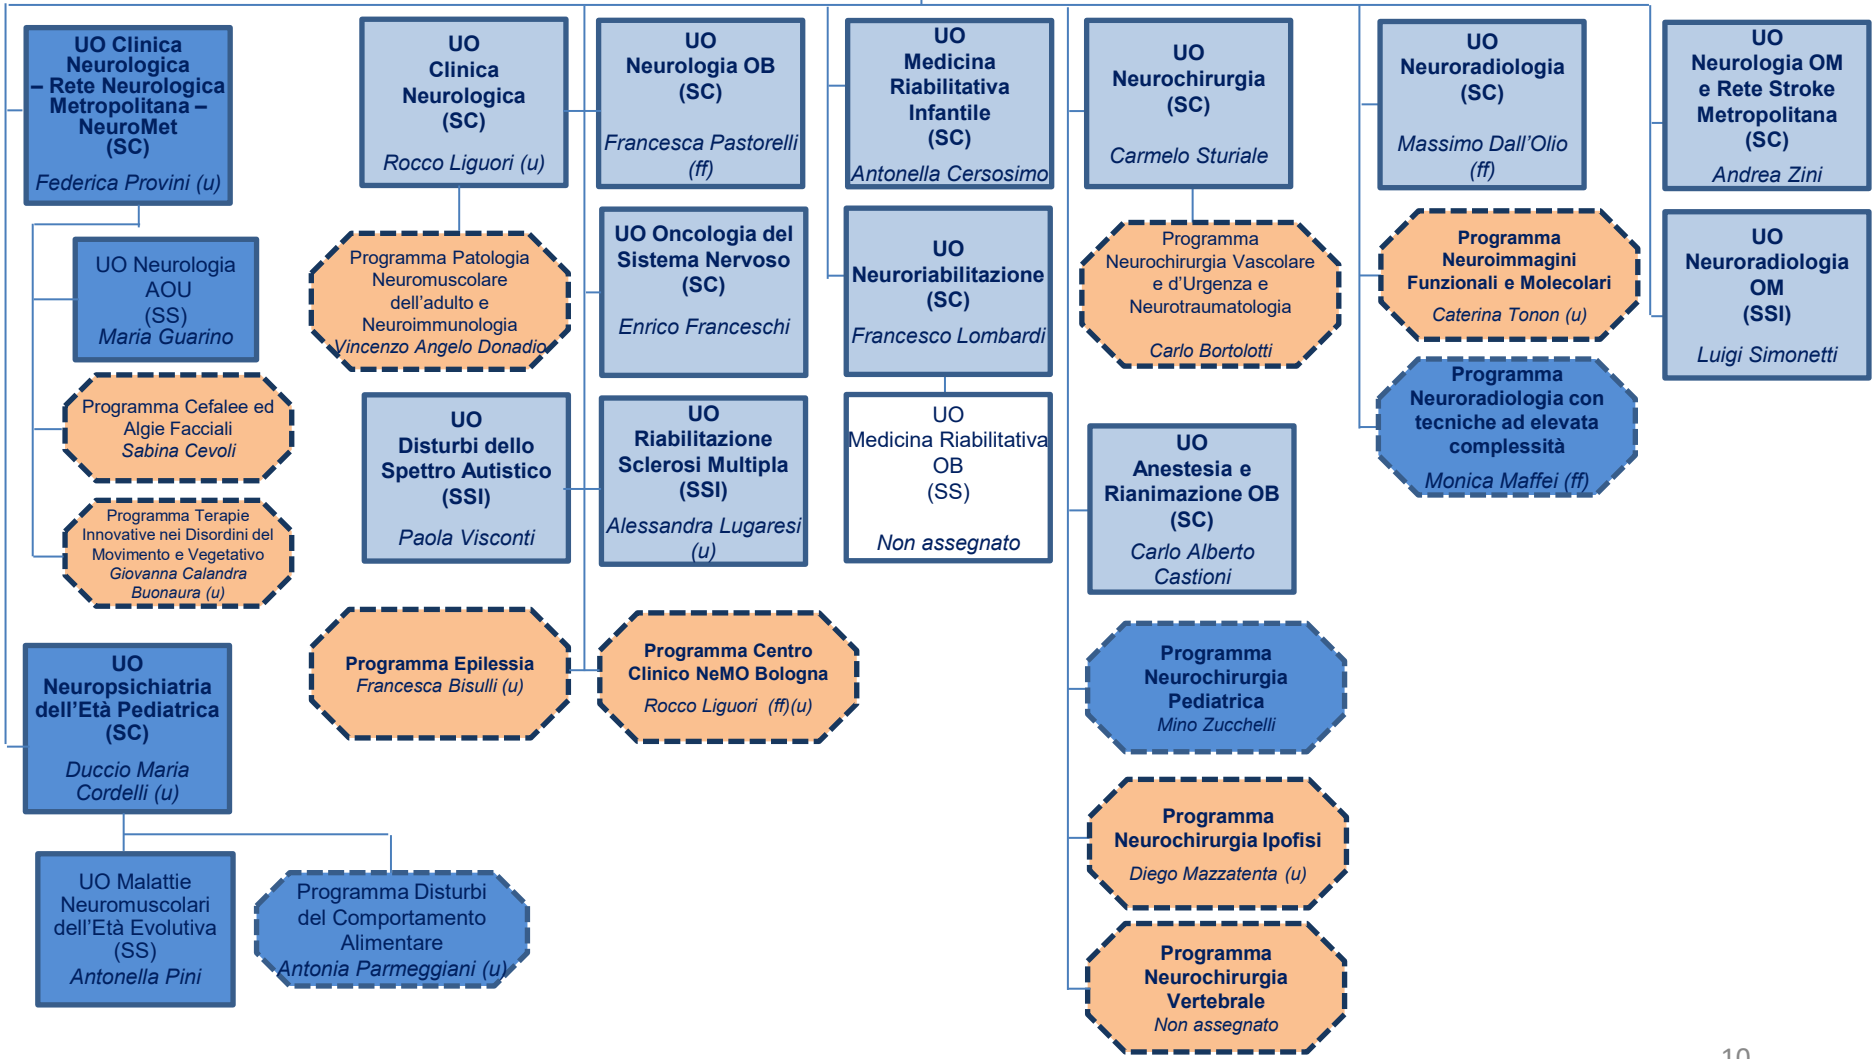 UO Clinica
Neurologica
– Rete Neurologica
Metropolitana –
NeuroMet
(SC)
Federica Provini (u)
UO Neurologia
AOU
(SS)
Maria Guarino
Programma Cefalee ed
Algie Facciali
Sabina Cevoli
Programma Terapie
Innovative nei Disordini del
Movimento e Vegetativo
Giovanna Calandra
Buonaura (u)
UO
Neuropsichiatria
dell'Età Pediatrica
(SC)
Duccio Maria
Cordelli (u)
UO Malattie
Neuromuscolari
dell'Età Evolutiva
(SS)
Antonella Pini
Programma Disturbi
del Comportamento
Alimentare
Antonia Parmeggiani (u)
UO
Clinica
Neurologica
(SC)
Rocco Liguori (u)
Programma Patologia
Neuromuscolare
dell'adulto e
Neuroimmunologia
Vincenzo Angelo Donadio
UO
Disturbi dello
Spettro Autistico
(SSI)
Paola Visconti
Programma Epilessia
Francesca Bisulli (u)
UO
Neurologia OB
(SC)
Francesca Pastorelli
(ff)
UO Oncologia del
Sistema Nervoso
(SC)
Enrico Franceschi
UO
Riabilitazione
Sclerosi Multipla
(SSI)
Alessandra Lugaresi
(u)
Programma Centro
Clinico NeMO Bologna
Rocco Liguori (ff)(u)
UO
Medicina
Riabilitativa
Infantile
(SC)
Antonella Cersosimo
UO
Neuroriabilitazione
(SC)
Francesco Lombardi
UO
Medicina Riabilitativa
OB
(SS)
Non assegnato
UO
Neurochirurgia
(SC)
Carmelo Sturiale
Programma
Neurochirurgia Vascolare
e d'Urgenza e
Neurotraumatologia
Carlo Bortolotti
UO
Anestesia e
Rianimazione OB
(SC)
Carlo Alberto
Castioni
Programma
Neurochirurgia
Pediatrica
Mino Zucchelli
Programma
Neurochirurgia Ipofisi
Diego Mazzatenta (u)
Programma
Neurochirurgia
Vertebrale
Non assegnato
UO
Neuroradiologia
(SC)
Massimo Dall'Olio
(ff)
Programma
Neuroimmagini
Funzionali e Molecolari
Caterina Tonon (u)
Programma
Neuroradiologia con
tecniche ad elevata
complessità
Monica Maffei (ff)
UO
Neurologia OM
e Rete Stroke
Metropolitana
(SC)
Andrea Zini
UO
Neuroradiologia
OM
(SSI)
Luigi Simonetti
10